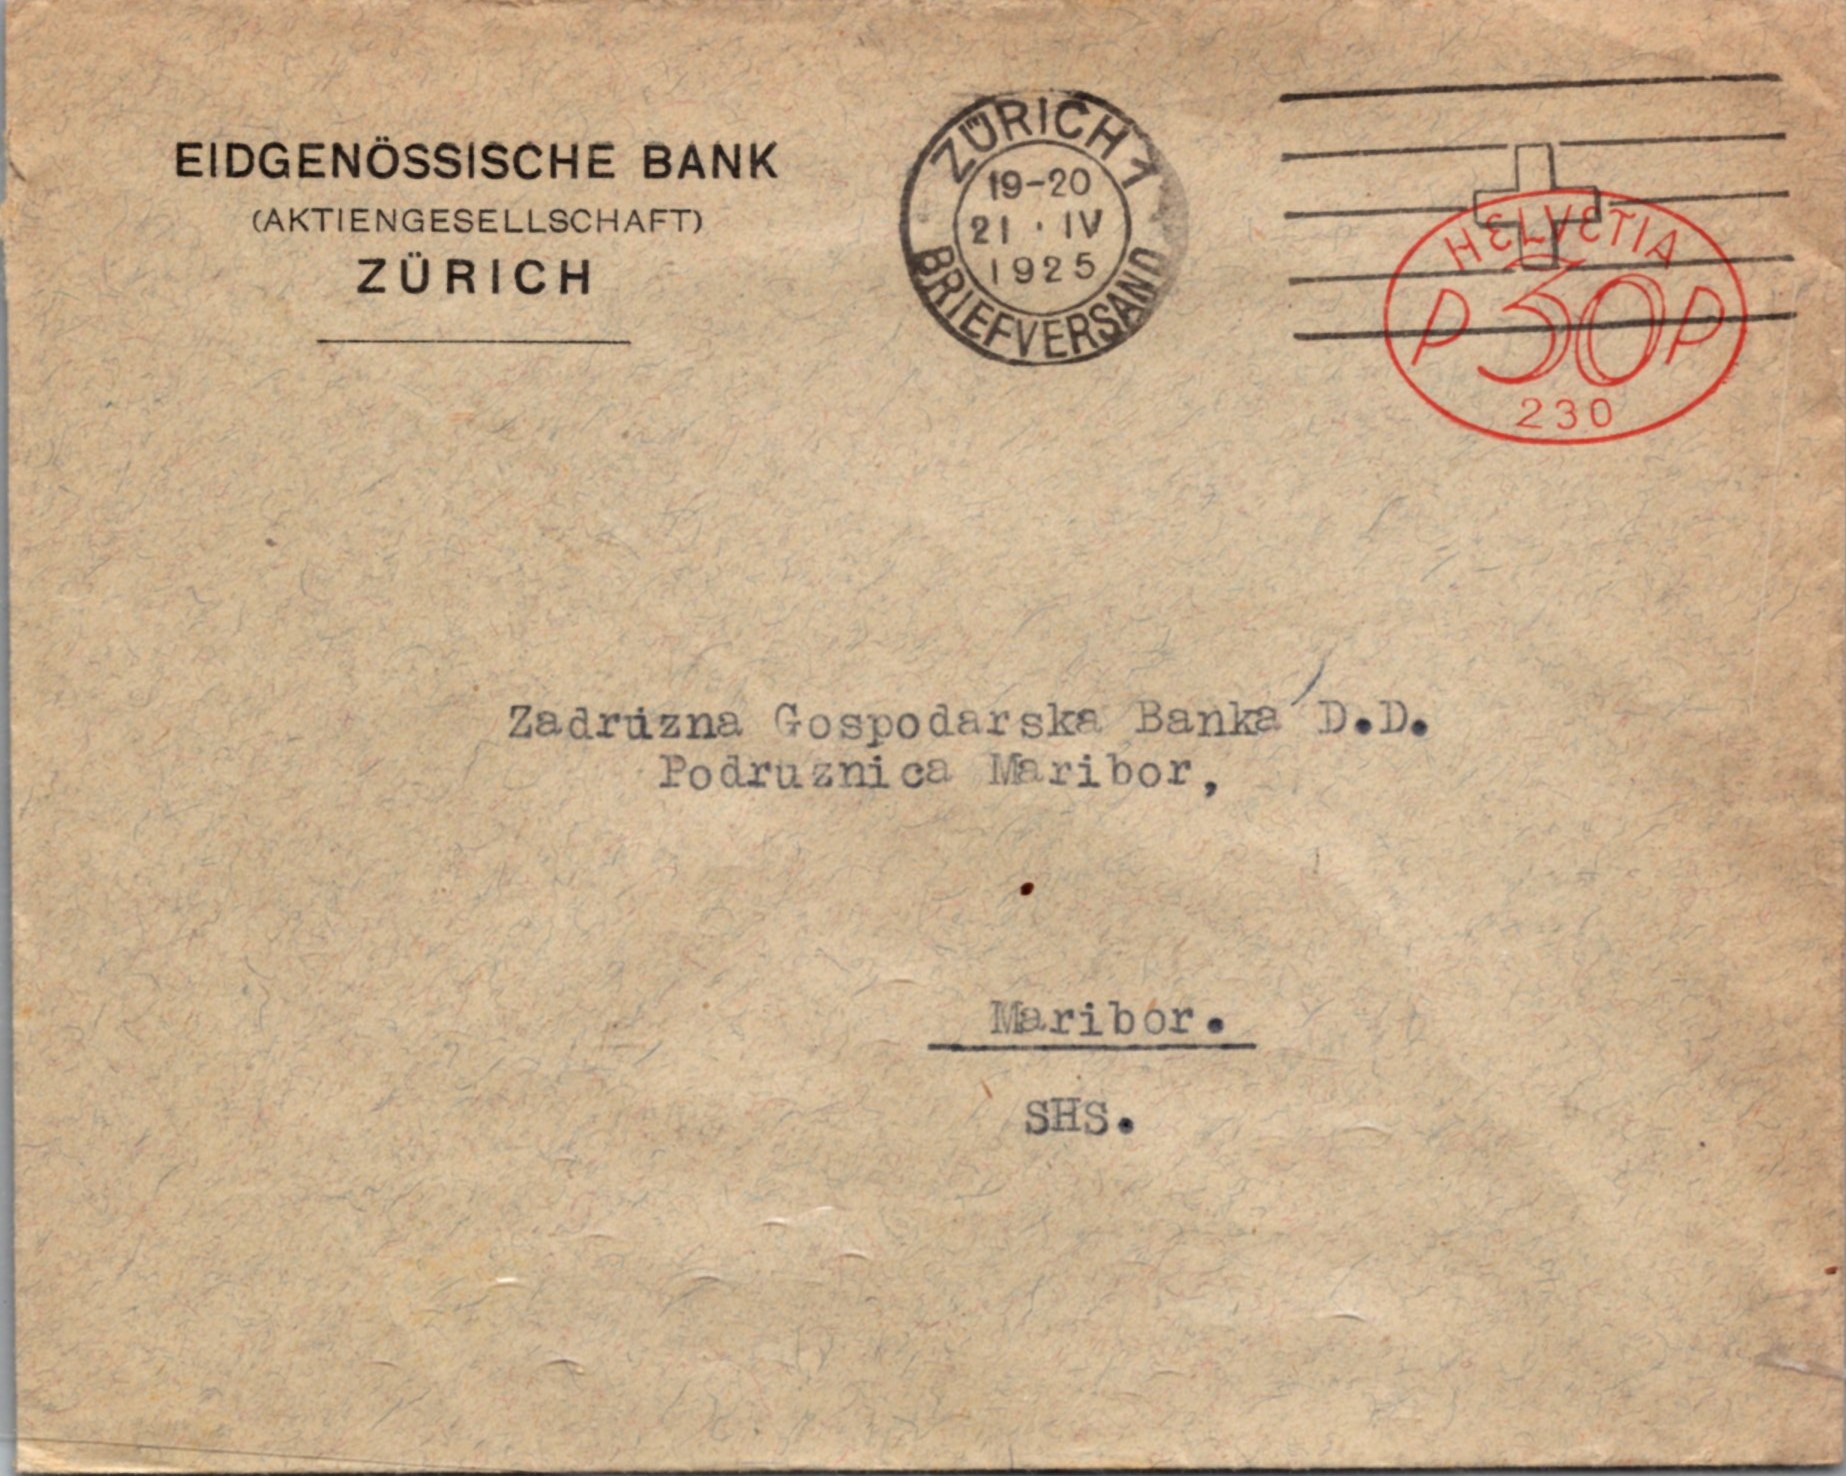 EIDGENÖSSISCHE BANK
(AKTIENGESELLSCHAFT)
ZÜRICH
ZÜRICH 1
19-20
21 · IV
1925
BRIEFVERSAND
HELVETIA
P 30 P
230
Zadruzna Gospodarska Banka D.D.
Podruznica Maribor,
Maribor.
SHS.